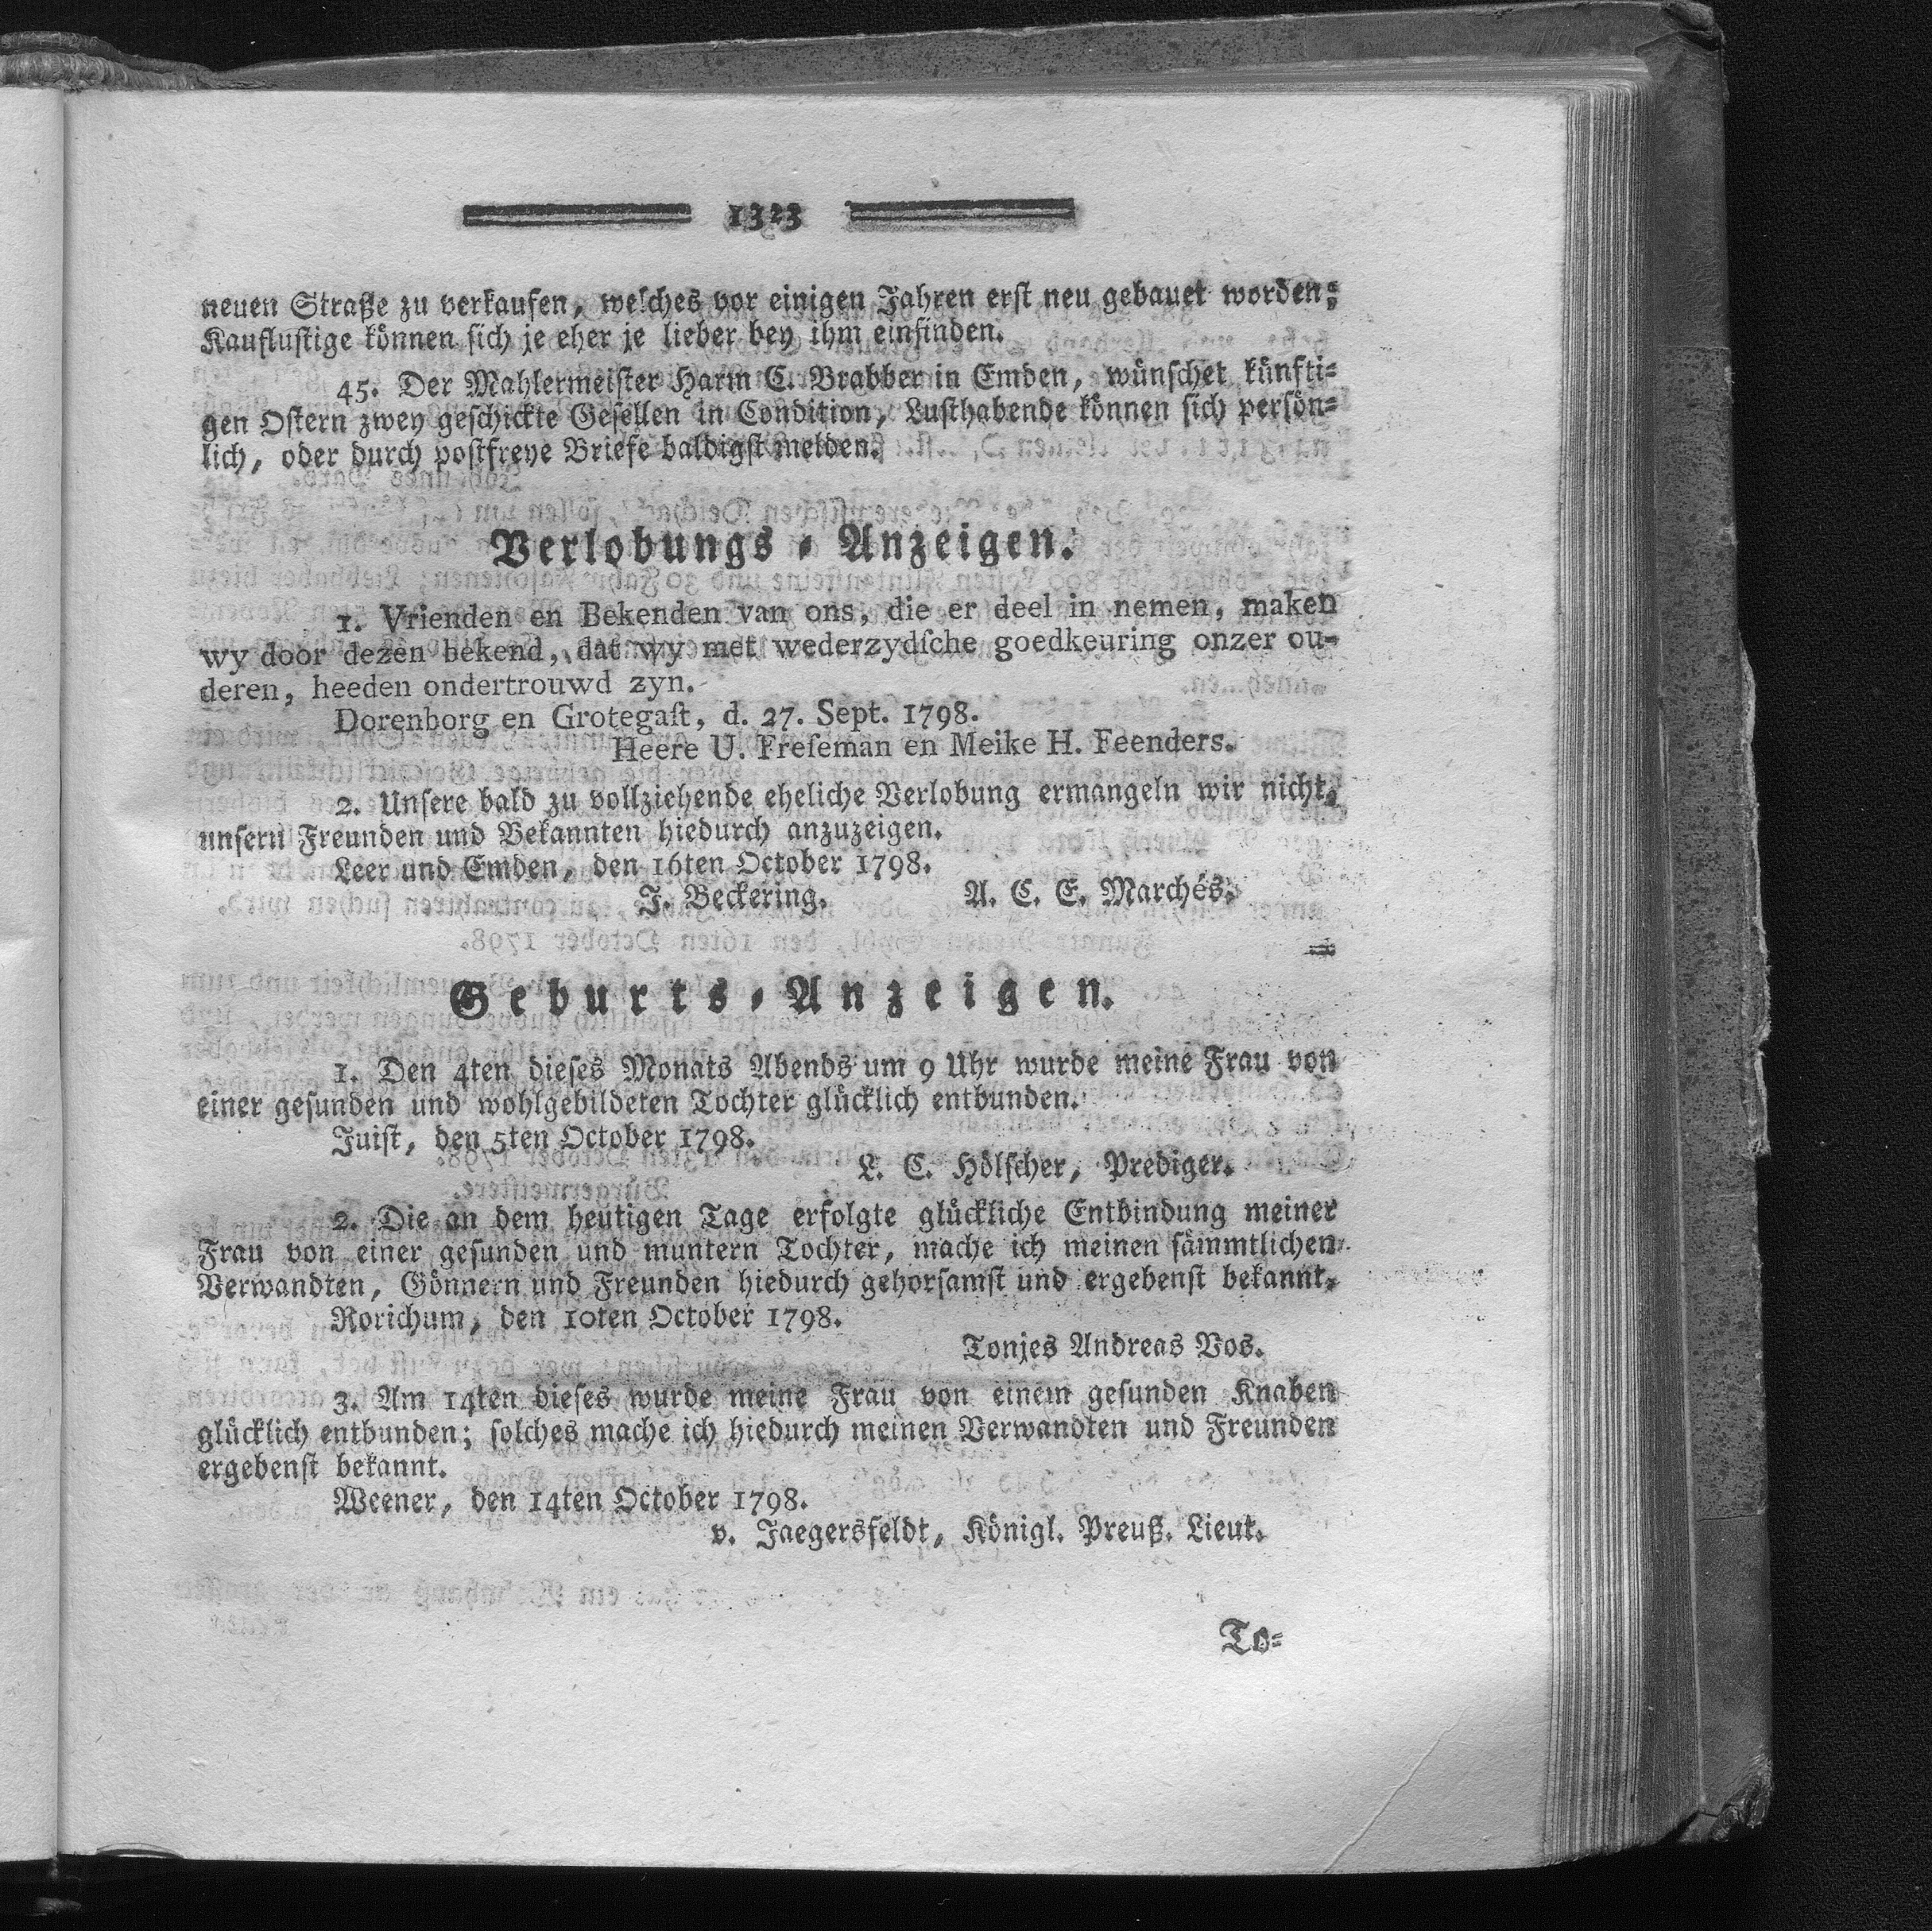 1323
neuen Straße zu verkaufen, welches vor einigen Jahren erst neu gebauet worden;
Kauflustige können sich je eher je lieber bey ihm einfinden.
45. Der Mahlermeister Harm C. Brabber in Emden, wünschet künfti-
gen Ostern zwey geschickte Gesellen in Condition, Lusthabende können sich persön-
lich, oder durch postfreye Briefe baldigst melden.
Verlobungs-Anzeigen.
1. Vrienden en Bekenden van ons, die er deel in nemen, maken
wy door dezen bekend, dat wy met wederzydſche goedkeuring onzer ou-
deren, heeden ondertrouwd zyn.
Dorenborg en Grotegaſt, d. 27. Sept. 1798.
Heere U. Freſeman en Meike H. Feenders.
2. Unsere bald zu vollziehende eheliche Verlobung ermangeln wir nicht,
unsern Freunden und Bekannten hiedurch anzuzeigen.
Leer und Emden, den 16ten October 1798.
J. Beckering. A. C. E. Marchés.
Geburts-Anzeigen.
1. Den 4ten dieses Monats Abends um 9 Uhr wurde meine Frau von
einer gesunden und wohlgebildeten Tochter glücklich entbunden.
Juist, den 5ten October 1798.
L. C. Hölscher, Prediger.
2. Die an dem heutigen Tage erfolgte glückliche Entbindung meiner
Frau von einer gesunden und muntern Tochter, mache ich meinen sämmtlichen
Verwandten, Gönnern und Freunden hiedurch gehorsamst und ergebenst bekannt.
Rorichum, den 10ten October 1798.
Tonjes Andreas Vos.
3. Am 14ten dieses wurde meine Frau von einem gesunden Knaben
glücklich entbunden; solches mache ich hiedurch meinen Verwandten und Freunden
ergebenst bekannt.
Weener, den 14ten October 1798.
v. Jaegersfeldt, Königl. Preuß. Lieut.
To-